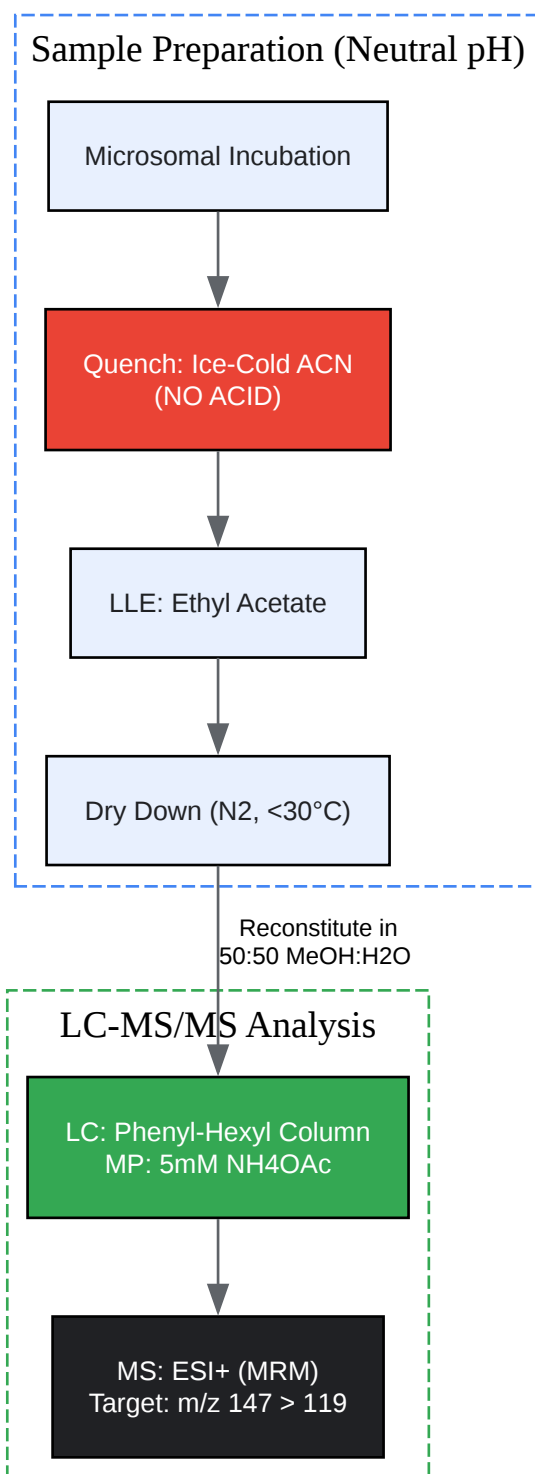 Sample Preparation (Neutral pH)
Microsomal Incubation
Quench: Ice-Cold ACN
(NO ACID)
LLE: Ethyl Acetate
Dry Down (N2, <30°C)
Reconstitute in
50:50 MeOH:H2O
LC-MS/MS Analysis
LC: Phenyl-Hexyl Column
MP: 5mM NH4OAc
MS: ESI+ (MRM)
Target: m/z 147 > 119